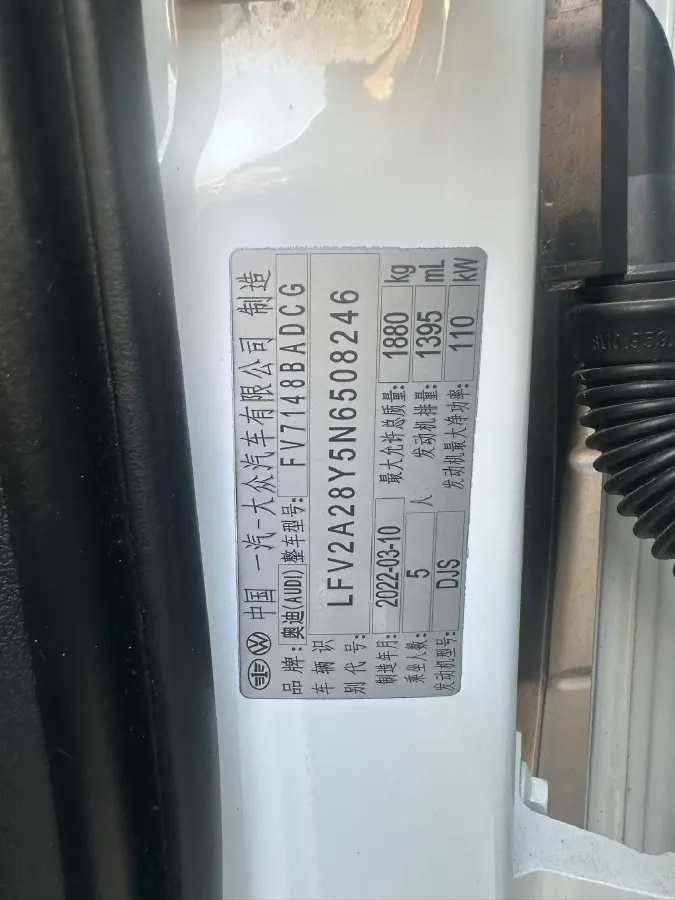 中国 一汽-大众汽车有限公司 制造
品牌: 奥迪(AUDI) 整车型号: FV7148BADCG
车辆识别代号: LFV2A28Y5N6508246
制造年月: 2022-03-10 最大允许总质量: 1880 kg
乘坐人数: 5 人 发动机排量: 1395 mL
发动机型号: DJS 发动机最大净功率: 110 kW